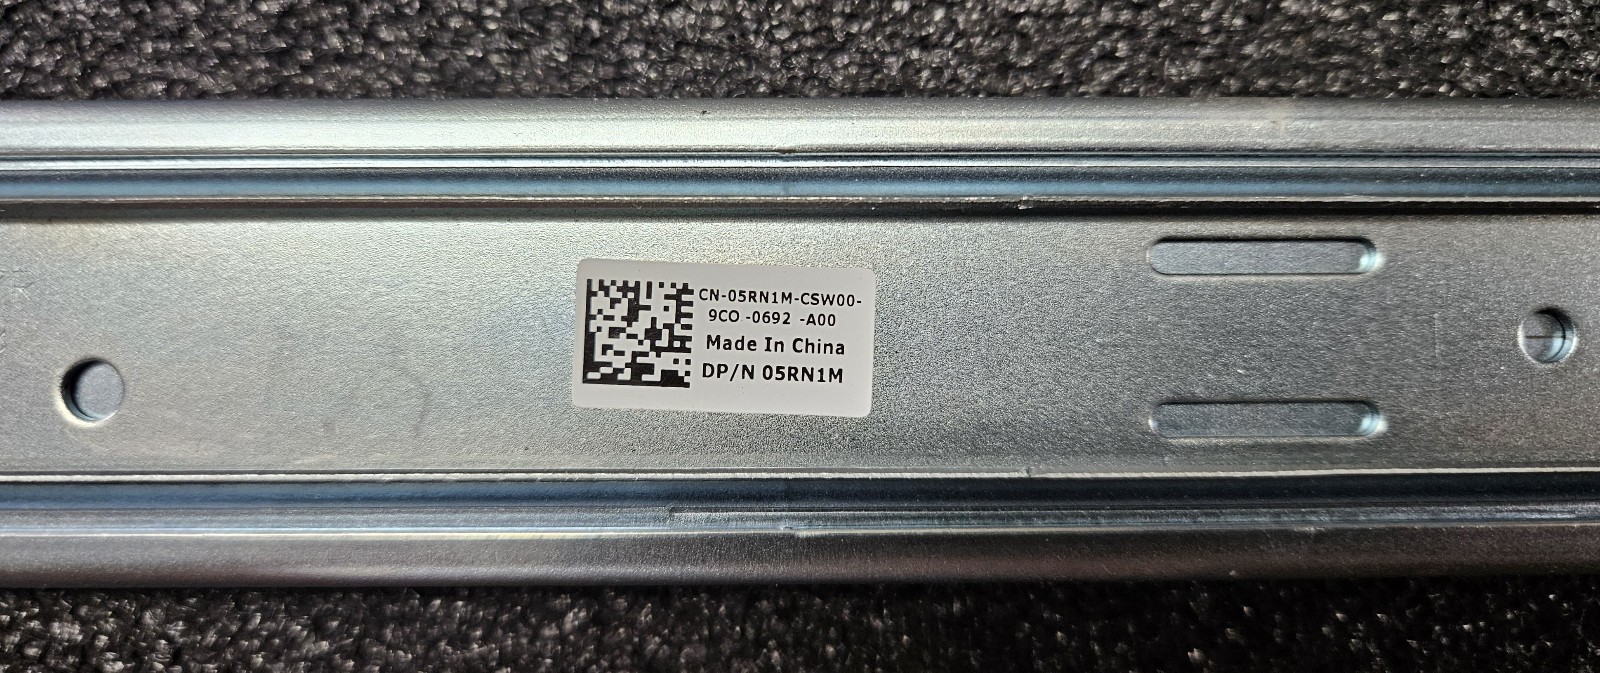 CN-05RN1M-CSW00-
9CO -0692 -A00
Made In China
DP/N 05RN1M